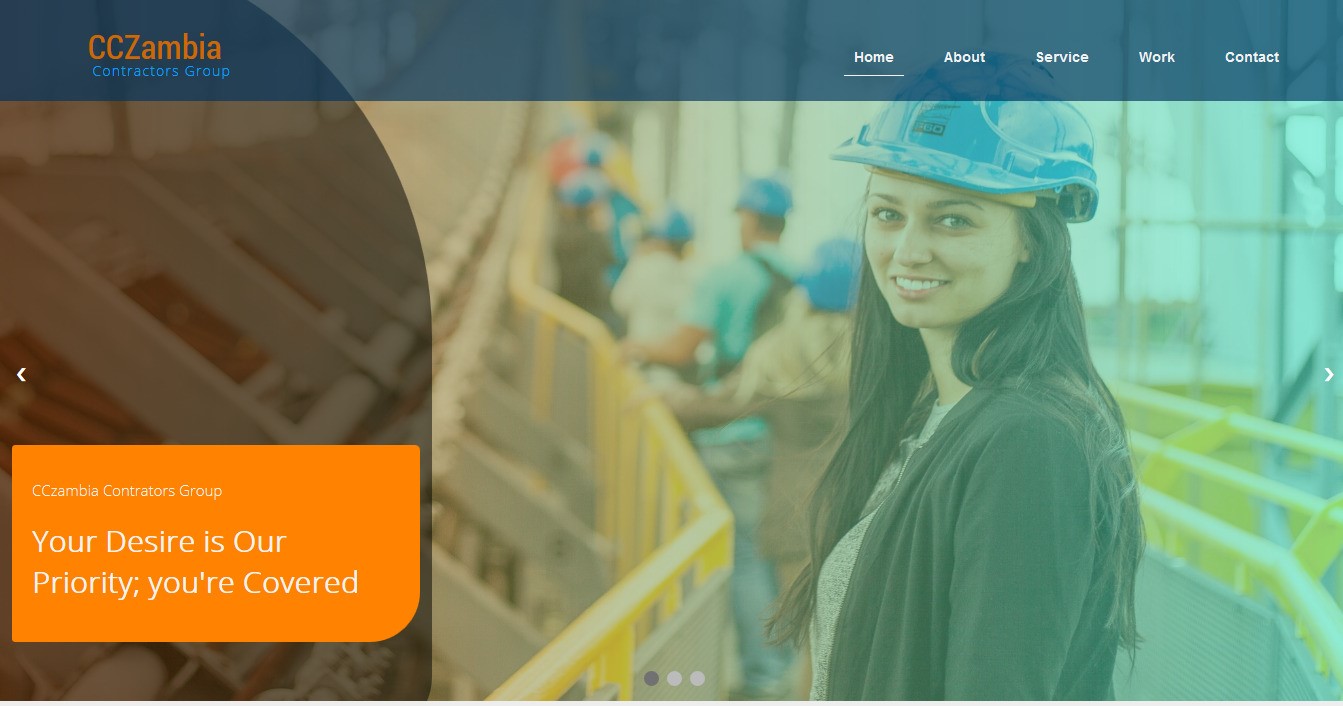 CCZambia
Contractors Group
Home About Service Work Contact
CCzambia Contrators Group
Your Desire is Our
Priority; you're Covered